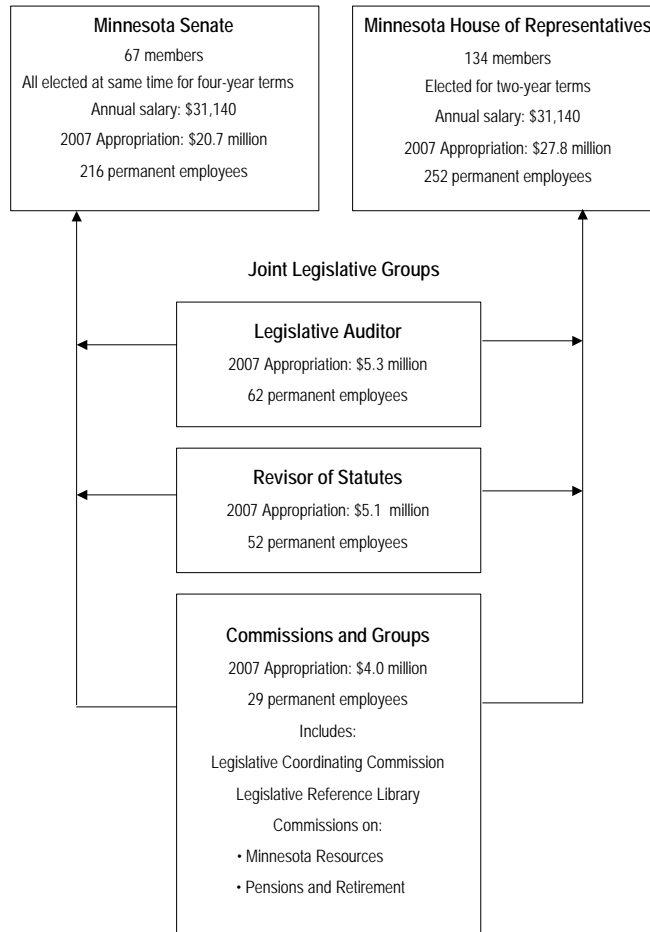 Minnesota Senate
67 members
All elected at same time for four-year terms
Annual salary: $31,140
2007 Appropriation: $20.7 million
216 permanent employees
Minnesota House of Representatives
134 members
Elected for two-year terms
Annual salary: $31,140
2007 Appropriation: $27.8 million
252 permanent employees
Joint Legislative Groups
Legislative Auditor
2007 Appropriation: $5.3 million
62 permanent employees
Revisor of Statutes
2007 Appropriation: $5.1 million
52 permanent employees
Commissions and Groups
2007 Appropriation: $4.0 million
29 permanent employees
Includes:
Legislative Coordinating Commission
Legislative Reference Library
Commissions on:
• Minnesota Resources
• Pensions and Retirement